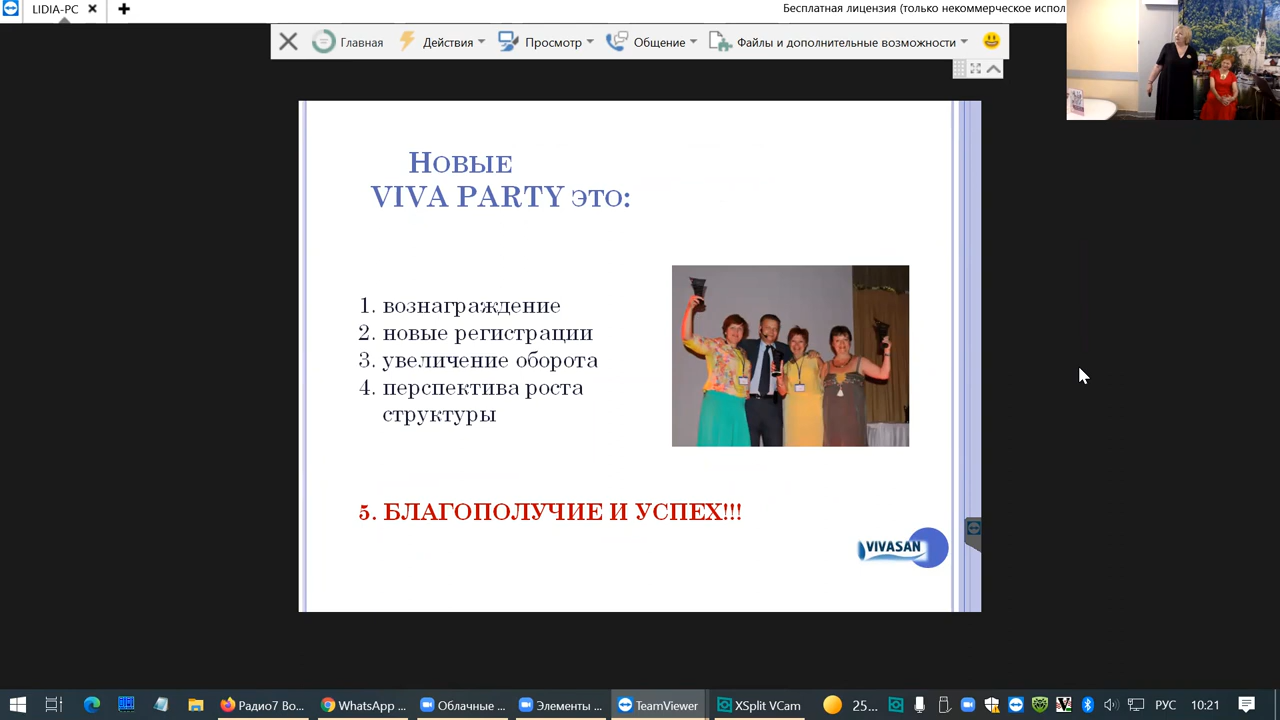 LIDIA-PC
Бесплатная лицензия (только некоммерческое испол
Главная
Действия
Просмотр
Общение
Файлы и дополнительные возможности
Новые
VIVA PARTY это:
1. вознаграждение
2. новые регистрации
3. увеличение оборота
4. перспектива роста
структуры
5. БЛАГОПОЛУЧИЕ И УСПЕХ!!!
VIVASAN
Радио7 Во...
WhatsApp ...
Облачные ...
Элементы ...
TeamViewer
XSplit VCam
25...
РУС
10:21